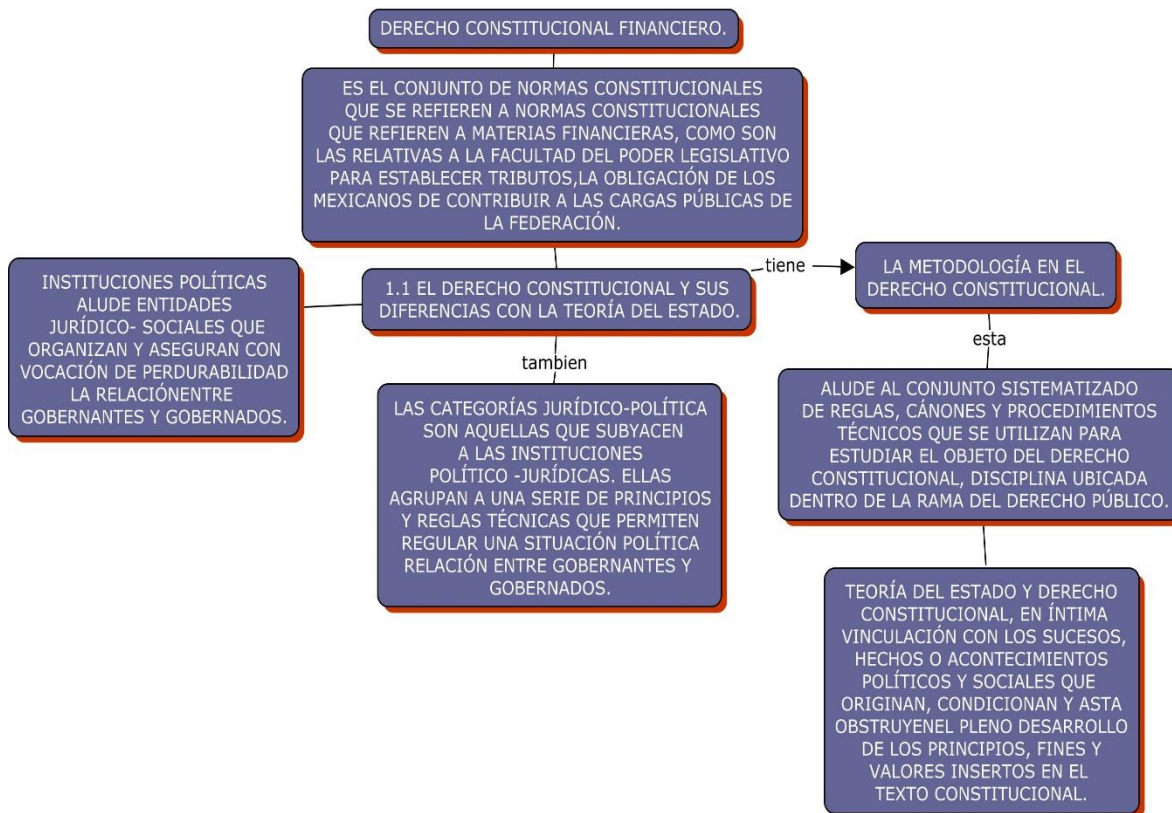 DERECHO CONSTITUCIONAL FINANCIERO.
ES EL CONJUNTO DE NORMAS CONSTITUCIONALES
QUE SE REFIEREN A NORMAS CONSTITUCIONALES
QUE REFIEREN A MATERIAS FINANCIERAS, COMO SON
LAS RELATIVAS A LA FACULTAD DEL PODER LEGISLATIVO
PARA ESTABLECER TRIBUTOS,LA OBLIGACIÓN DE LOS
MEXICANOS DE CONTRIBUIR A LAS CARGAS PÚBLICAS DE
LA FEDERACIÓN.
INSTITUCIONES POLÍTICAS
ALUDE ENTIDADES
JURÍDICO- SOCIALES QUE
ORGANIZAN Y ASEGURAN CON
VOCACIÓN DE PERDURABILIDAD
LA RELACIÓNENTRE
GOBERNANTES Y GOBERNADOS.
1.1 EL DERECHO CONSTITUCIONAL Y SUS
DIFERENCIAS CON LA TEORÍA DEL ESTADO.
tiene
LA METODOLOGÍA EN EL
DERECHO CONSTITUCIONAL.
tambien
LAS CATEGORÍAS JURÍDICO-POLÍTICA
SON AQUELLAS QUE SUBYACEN
A LAS INSTITUCIONES
POLÍTICO -JURÍDICAS. ELLAS
AGRUPAN A UNA SERIE DE PRINCIPIOS
Y REGLAS TÉCNICAS QUE PERMITEN
REGULAR UNA SITUACIÓN POLÍTICA
RELACIÓN ENTRE GOBERNANTES Y
GOBERNADOS.
esta
ALUDE AL CONJUNTO SISTEMATIZADO
DE REGLAS, CÁNONES Y PROCEDIMIENTOS
TÉCNICOS QUE SE UTILIZAN PARA
ESTUDIAR EL OBJETO DEL DERECHO
CONSTITUCIONAL, DISCIPLINA UBICADA
DENTRO DE LA RAMA DEL DERECHO PÚBLICO.
TEORÍA DEL ESTADO Y DERECHO
CONSTITUCIONAL, EN ÍNTIMA
VINCULACIÓN CON LOS SUCESOS,
HECHOS O ACONTECIMIENTOS
POLÍTICOS Y SOCIALES QUE
ORIGINAN, CONDICIONAN Y ASTA
OBSTRUYENEL PLENO DESARROLLO
DE LOS PRINCIPIOS, FINES Y
VALORES INSERTOS EN EL
TEXTO CONSTITUCIONAL.